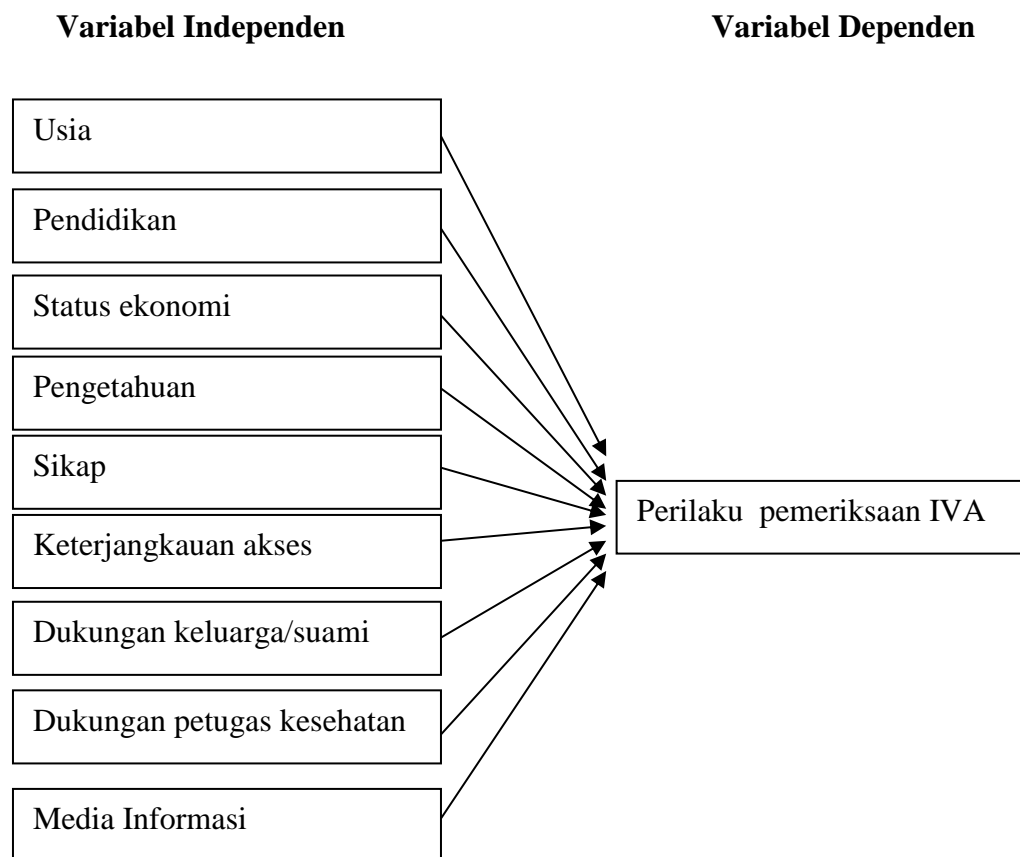 Variabel Independen
Variabel Dependen
Usia
Pendidikan
Status ekonomi
Pengetahuan
Sikap
Keterjangkauan akses
Dukungan keluarga/suami
Dukungan petugas kesehatan
Media Informasi
Perilaku pemeriksaan IVA